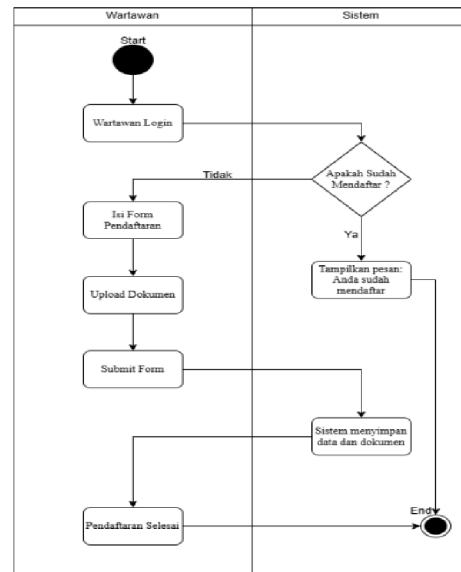 Wartawan
Sistem
Start
Wartawan Login
Apakah Sudah
Mendaftar ?
Tidak
Isi Form
Pendaftaran
Ya
Tampilkan pesan:
Anda sudah
mendaftar
Upload Dokumen
Submit Form
Sistem menyimpan
data dan dokumen
End
Pendaftaran Selesai